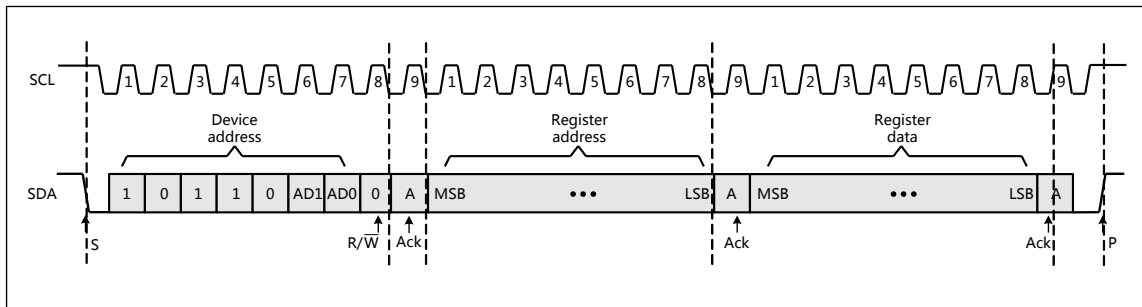 SCL 1 2 3 4 5 6 7 8 9 1 2 3 4 5 6 7 8 9 1 2 3 4 5 6 7 8 9
Device Register Register
address address data
SDA 1 0 1 1 0 AD1 AD0 0 A MSB ••• LSB A MSB ••• LSB A
S R/W̅ Ack Ack Ack P